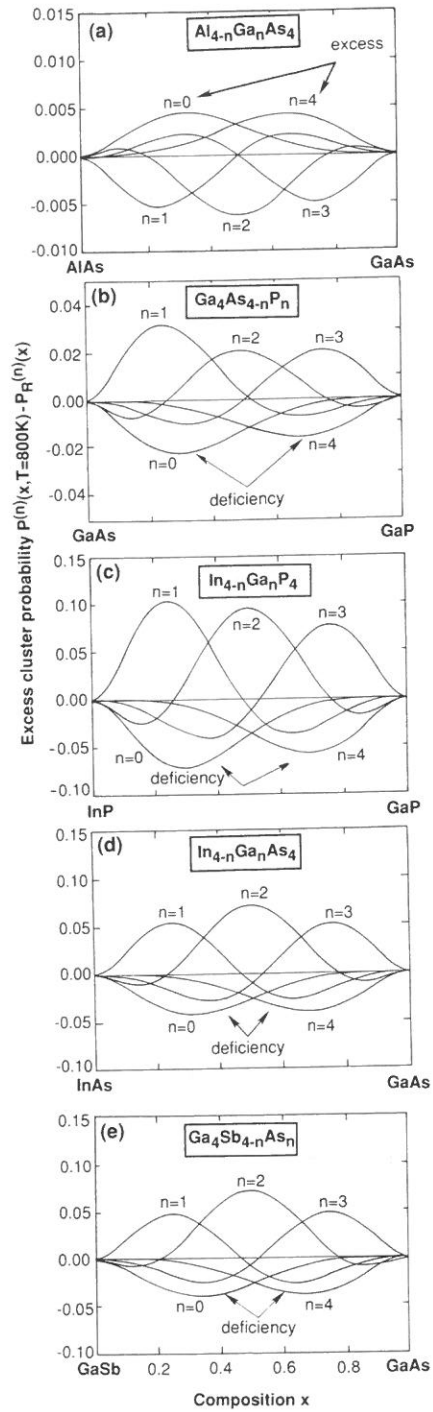 Excess cluster probability P(n)(x,T=800K) - PR(n)(x)
(a)
Al4-nGanAs4
excess
0.015
0.010
0.005
0.000
-0.005
-0.010
n=0
n=4
n=1
n=2
n=3
AlAs
GaAs
(b)
Ga4As4-nPn
0.04
0.02
0.00
-0.02
-0.04
n=1
n=2
n=3
n=0
n=4
deficiency
GaAs
GaP
(c)
In4-nGanP4
0.15
0.10
0.05
0.00
-0.05
-0.10
n=1
n=2
n=3
n=0
n=4
deficiency
InP
GaP
(d)
In4-nGanAs4
0.15
0.10
0.05
0.00
-0.05
-0.10
n=1
n=2
n=3
n=0
n=4
deficiency
InAs
GaAs
(e)
Ga4Sb4-nAsn
0.15
0.10
0.05
0.00
-0.05
-0.10
n=1
n=2
n=3
n=0
n=4
deficiency
GaSb
0.2
0.4
0.6
0.8
GaAs
Composition x